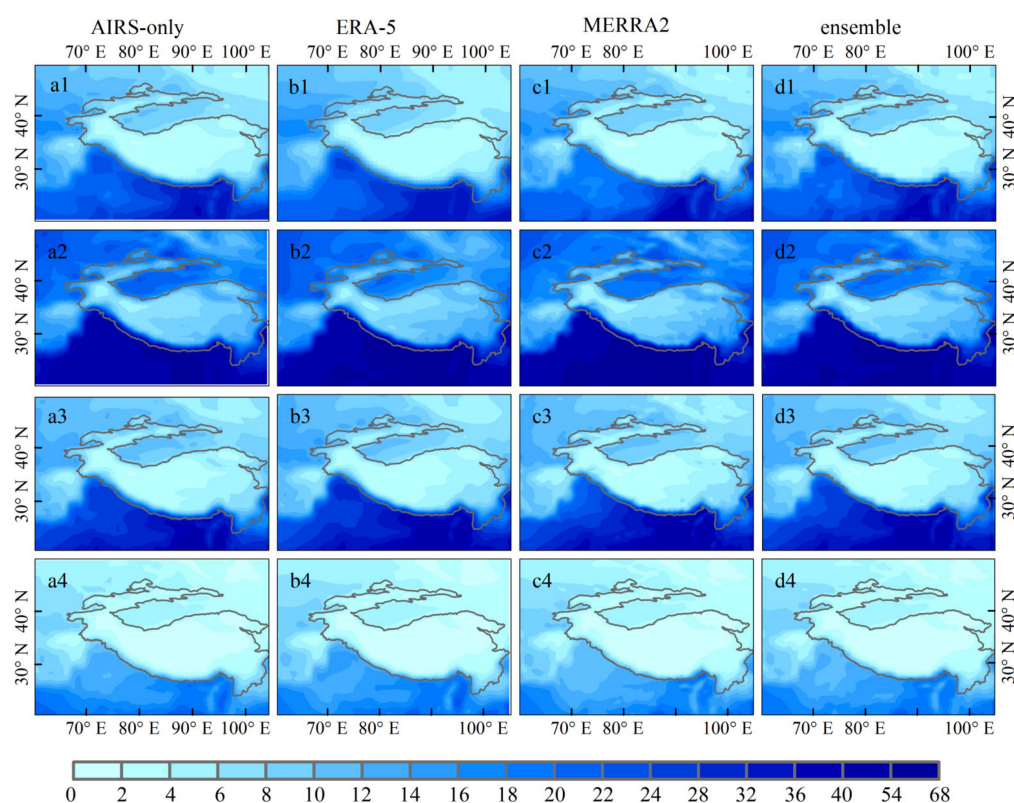 AIRS-only ERA-5 MERRA2 ensemble
70° E 80° E 90° E 100° E 70° E 80° E 90° E 100° E 70° E 80° E 90° E 100° E 70° E 80° E 90° E 100° E
a1 b1 c1 d1
40° N 40° N
30° N 30° N
a2 b2 c2 d2
40° N 40° N
30° N 30° N
a3 b3 c3 d3
40° N 40° N
30° N 30° N
a4 b4 c4 d4
40° N 40° N
30° N 30° N
70° E 80° E 90° E 100° E 70° E 80° E 100° E 70° E 80° E 100° E 70° E 80° E 100° E
0 2 4 6 8 10 12 14 16 18 20 22 24 28 32 36 40 54 68